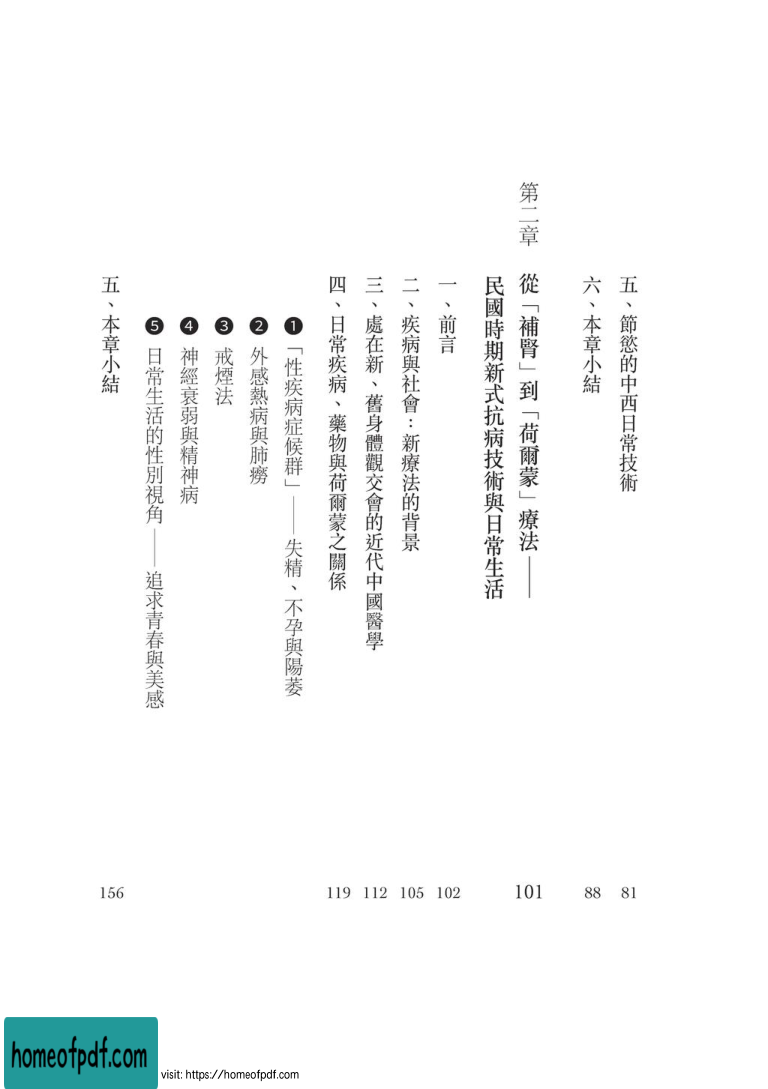 五、節慾的中西日常技術 81
六、本章小結 88
第二章 從「補腎」到「荷爾蒙」療法—— 101
民國時期新式抗病技術與日常生活
一、前言 102
二、疾病與社會：新療法的背景 105
三、處在新、舊身體觀交會的近代中國醫學 112
四、日常疾病、藥物與荷爾蒙之關係 119
❶「性疾病症候群」——失精、不孕與陽萎
❷ 外感熱病與肺癆
❸ 戒煙法
❹ 神經衰弱與精神病
❺ 日常生活的性別視角——追求青春與美感
五、本章小結 156
homeofpdf.com
visit: https://homeofpdf.com